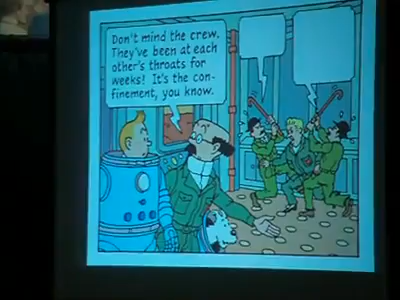 Don't mind the crew.
They've been at each
other's throats for
weeks! It's the con-
finement, you know.